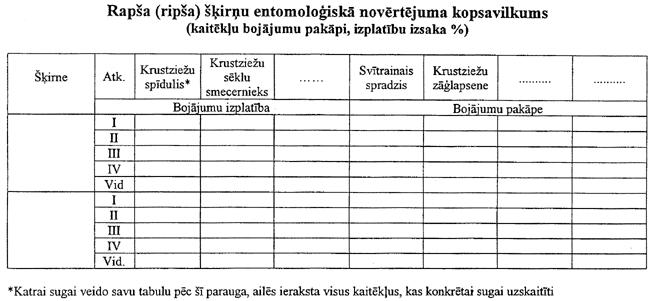 Rapša (ripša) šķirņu entomoloģiskā novērtējuma kopsavilkums
(kaitēkļu bojājumu pakāpi, izplatību izsaka %)
Šķirne Atk. Krustziežu spīdulis* Krustziežu sēklu smecernieks ...... Svītrainais spradzis Krustziežu zāģlapsene .......... ..........
Bojājumu izplatība Bojājumu pakāpe
I
II
III
IV
Vid
I
II
III
IV
Vid.
*Katrai sugai veido savu tabulu pēc šī parauga, ailēs ieraksta visus kaitēkļus, kas konkrētai sugai uzskaitīti